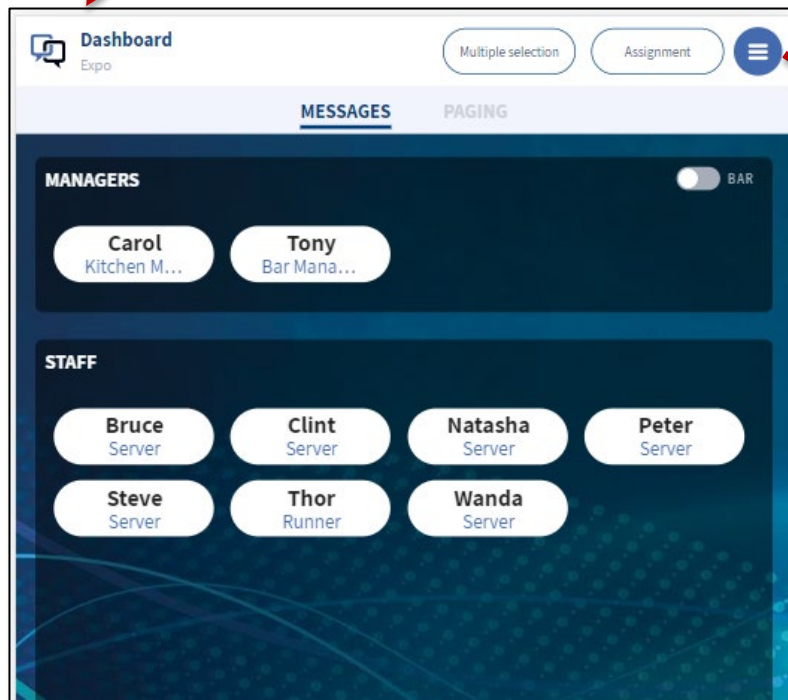 Dashboard
Expo
Multiple selection
Assignment
MESSAGES PAGING
MANAGERS
BAR
Carol Tony
Kitchen M... Bar Mana...
STAFF
Bruce Clint Natasha Peter
Server Server Server Server
Steve Thor Wanda
Server Runner Server